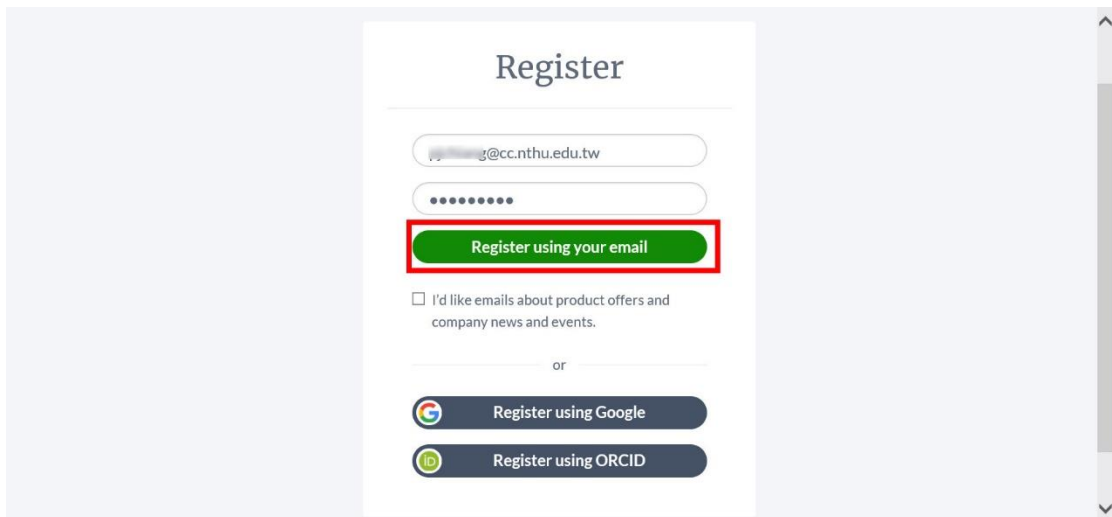 Register
g@cc.nthu.edu.tw
Register using your email
I'd like emails about product offers and
company news and events.
or
Register using Google
iD
Register using ORCID